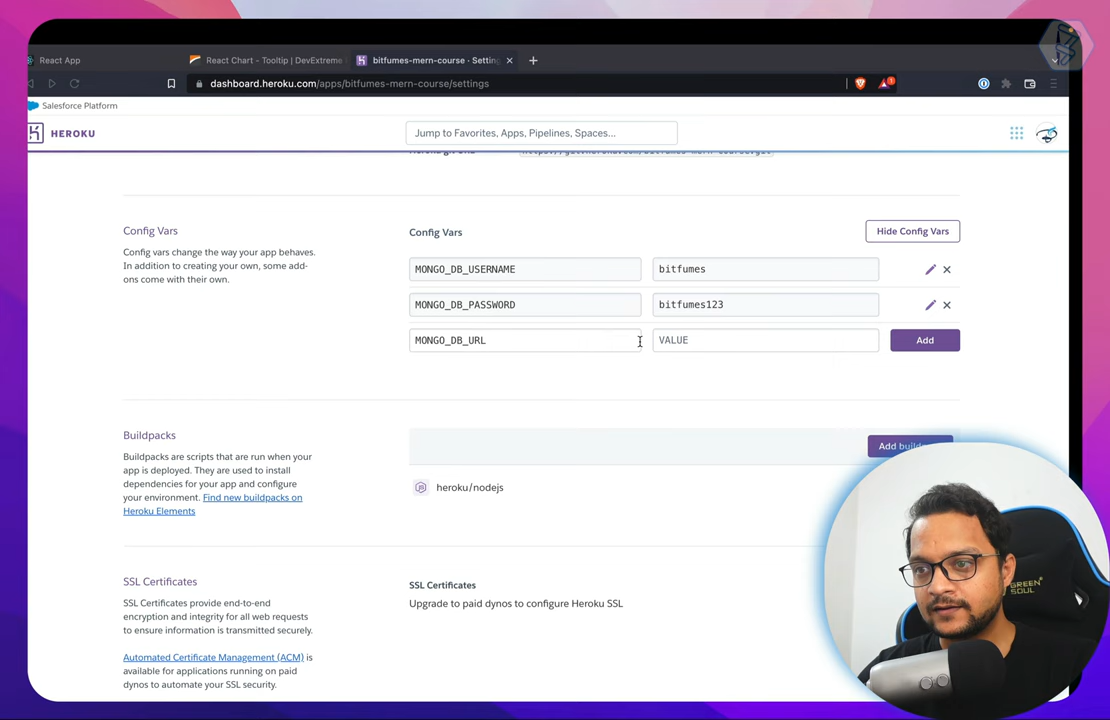 React App
React Chart - Tooltip | DevExtreme
bitfumes-mern-course · Settin
dashboard.heroku.com/apps/bitfumes-mern-course/settings
1
Salesforce Platform
HEROKU
Jump to Favorites, Apps, Pipelines, Spaces...
Config Vars
Config vars change the way your app behaves.
In addition to creating your own, some add-
ons come with their own.
Config Vars
Hide Config Vars
MONGO_DB_USERNAME
bitfumes
MONGO_DB_PASSWORD
bitfumes123
MONGO_DB_URL
VALUE
Add
Buildpacks
Buildpacks are scripts that are run when your
app is deployed. They are used to install
dependencies for your app and configure
your environment. Find new buildpacks on
Heroku Elements
Add build
heroku/nodejs
SSL Certificates
SSL Certificates provide end-to-end
encryption and integrity for all web requests
to ensure information is transmitted securely.
Automated Certificate Management (ACM) is
available for applications running on paid
dynos to automate your SSL security.
SSL Certificates
Upgrade to paid dynos to configure Heroku SSL
GREEN
SOUL